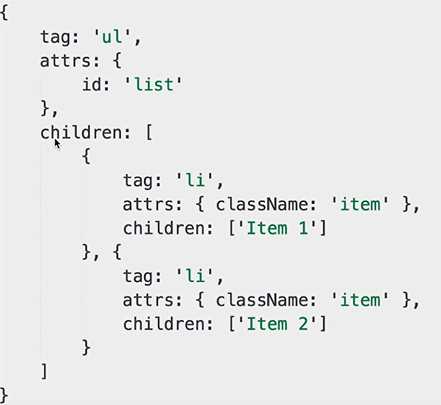 {
    tag: 'ul',
    attrs: {
        id: 'list'
    },
    children: [
        {
            tag: 'li',
            attrs: { className: 'item' },
            children: ['Item 1']
        }, {
            tag: 'li',
            attrs: { className: 'item' },
            children: ['Item 2']
        }
    ]
}